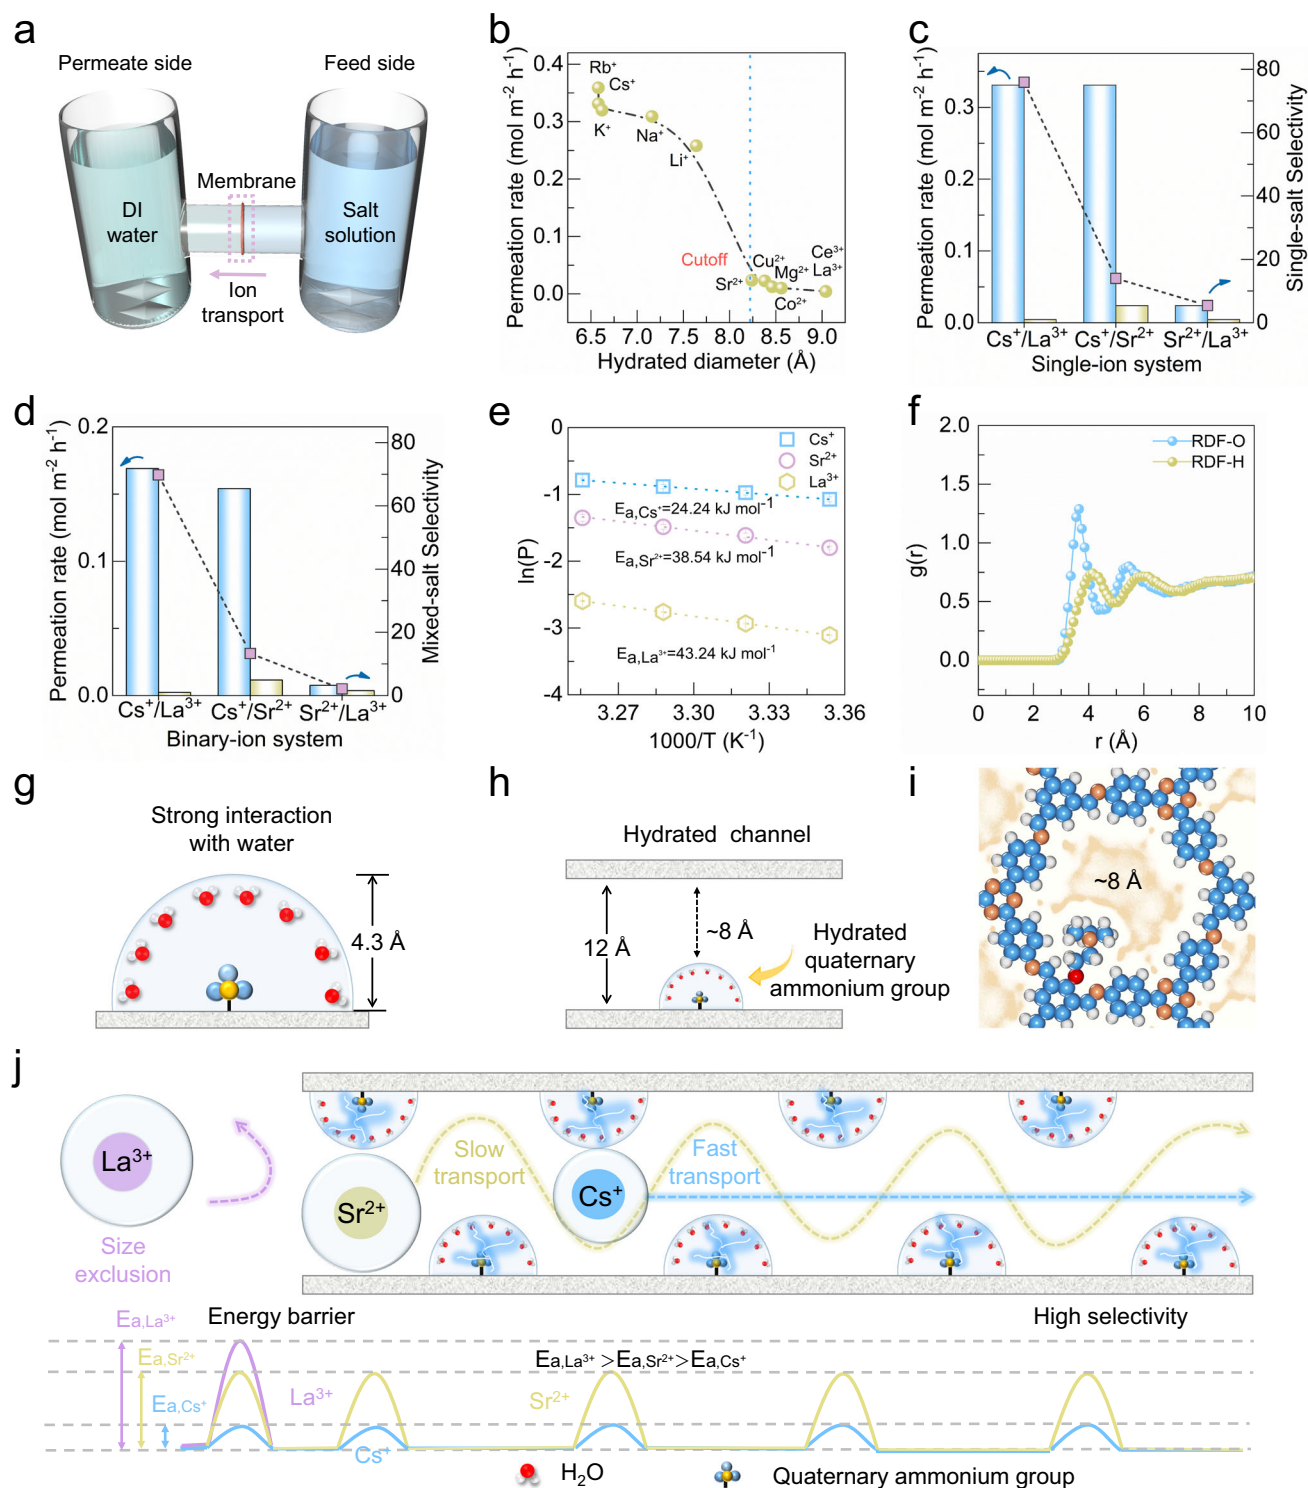 a
Permeate side
Feed side
Membrane
DI
water
Salt
solution
Ion
transport
b
Permeation rate (mol m⁻² h⁻¹)
0.4
0.3
0.2
0.1
0.0
Rb⁺
Cs⁺
K⁺
Na⁺
Li⁺
Cutoff
Cu²⁺
Ce³⁺
Mg²⁺
La³⁺
Sr²⁺
Co²⁺
6.5 7.0 7.5 8.0 8.5 9.0
Hydrated diameter (Å)
c
Permeation rate (mol m⁻² h⁻¹)
0.3
0.2
0.1
0.0
80
60
40
20
0
Single-salt Selectivity
Cs⁺/La³⁺ Cs⁺/Sr²⁺ Sr²⁺/La³⁺
Single-ion system
d
Permeation rate (mol m⁻² h⁻¹)
0.2
0.1
0.0
80
60
40
20
0
Mixed-salt Selectivity
Cs⁺/La³⁺ Cs⁺/Sr²⁺ Sr²⁺/La³⁺
Binary-ion system
e
ln(P)
0
-1
-2
-3
-4
Cs⁺
Sr²⁺
La³⁺
Ea,Cs⁺=24.24 kJ mol⁻¹
Ea,Sr²⁺=38.54 kJ mol⁻¹
Ea,La³⁺=43.24 kJ mol⁻¹
3.27 3.30 3.33 3.36
1000/T (K⁻¹)
f
g(r)
2.0
1.5
1.0
0.5
0.0
RDF-O
RDF-H
0 2 4 6 8 10
r (Å)
g
Strong interaction
with water
4.3 Å
h
Hydrated channel
12 Å
~8 Å
Hydrated
quaternary
ammonium group
i
~8 Å
j
La³⁺
Size
exclusion
Sr²⁺
Slow
transport
Cs⁺
Fast
transport
Energy barrier
High selectivity
Ea,La³⁺
Ea,Sr²⁺
Ea,Cs⁺
Ea,La³⁺ >Ea,Sr²⁺>Ea,Cs⁺
La³⁺
Sr²⁺
Cs⁺
H₂O
Quaternary ammonium group